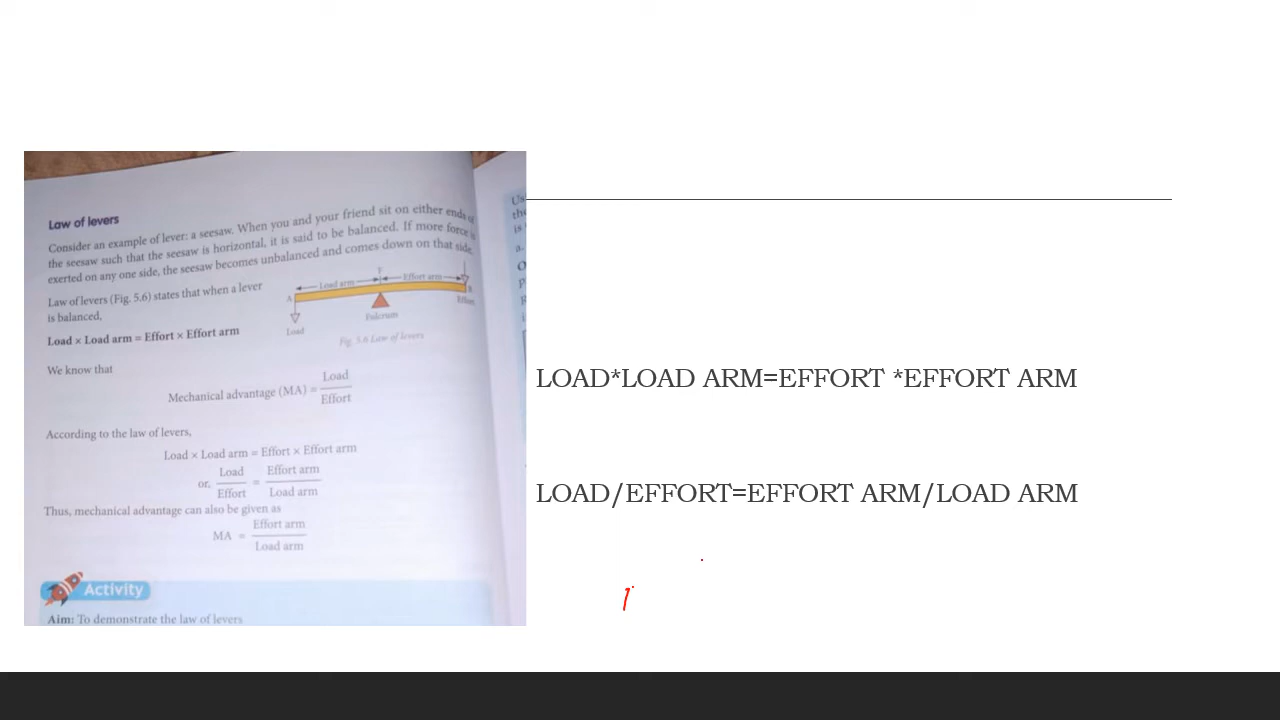 Law of levers
Consider an example of lever: a seesaw. When you and your friend sit on either ends of
the seesaw such that the seesaw is horizontal, it is said to be balanced. If more force is
exerted on any one side, the seesaw becomes unbalanced and comes down on that side.
Law of levers (Fig. 5.6) states that when a lever
is balanced,
Load × Load arm = Effort × Effort arm
F
Load arm
Effort arm
A
B
Load
Fulcrum
Effort
Fig. 5.6 Law of levers
We know that
Mechanical advantage (MA) = Load
Effort
According to the law of levers,
Load × Load arm = Effort × Effort arm
or, Load = Effort arm
Effort Load arm
Thus, mechanical advantage can also be given as
MA = Effort arm
Load arm
Activity
Aim: To demonstrate the law of levers
LOAD*LOAD ARM=EFFORT *EFFORT ARM
LOAD/EFFORT=EFFORT ARM/LOAD ARM